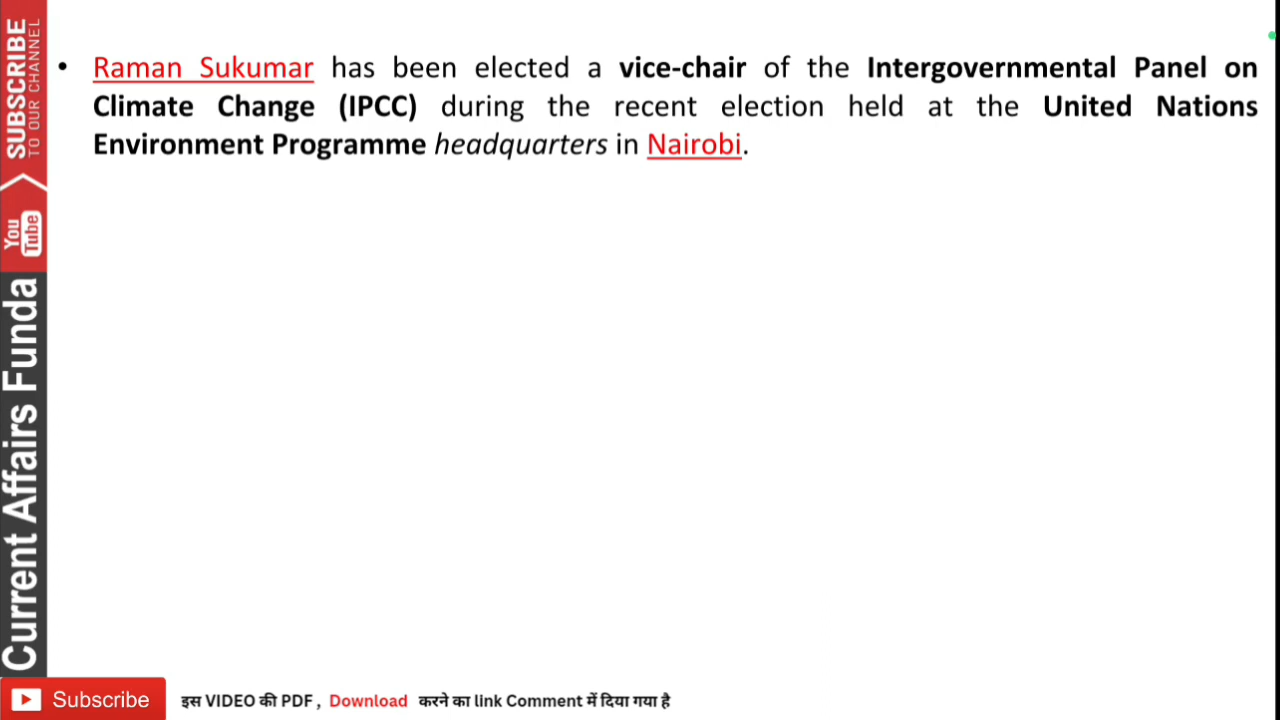 • Raman Sukumar has been elected a vice-chair of the Intergovernmental Panel on
Climate Change (IPCC) during the recent election held at the United Nations
Environment Programme headquarters in Nairobi.
SUBSCRIBE
TO OUR CHANNEL
You
Tube
Current Affairs Funda
Subscribe
इस VIDEO की PDF , Download करने का link Comment में दिया गया है